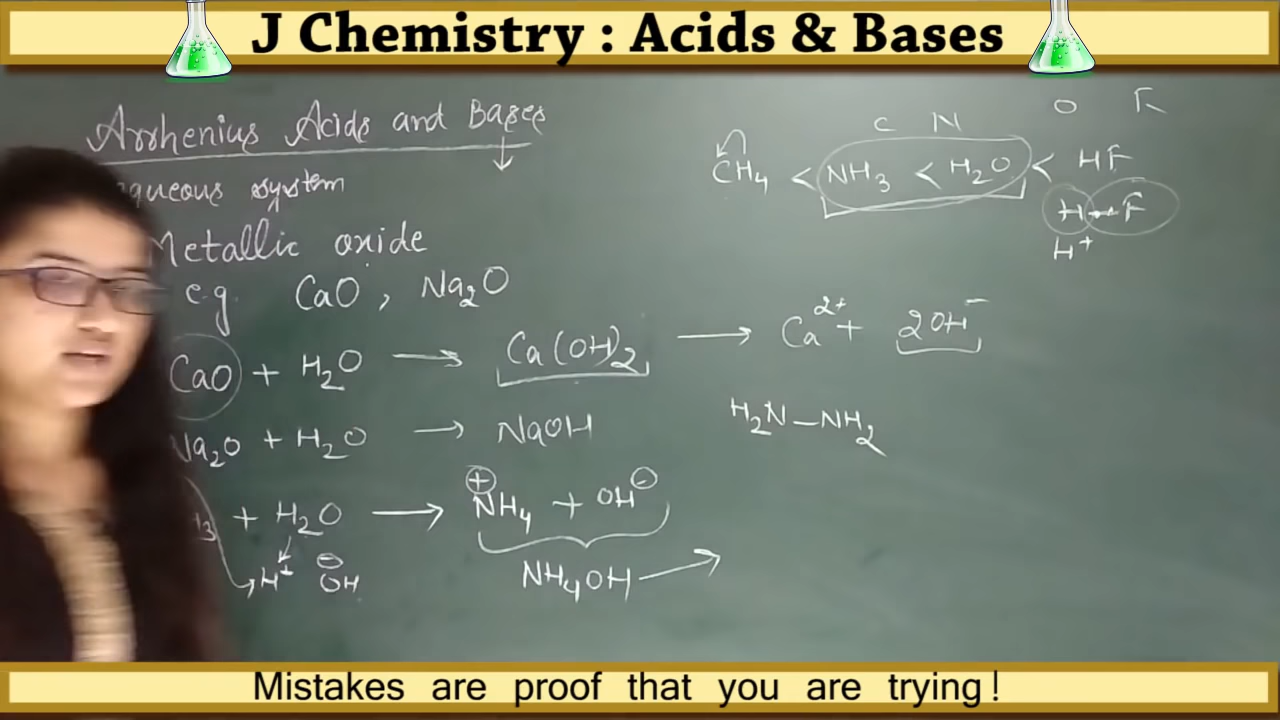 J Chemistry : Acids & Bases
Arrhenius Acids and Bases
aqueous system
Metallic oxide
e.g. CaO , Na₂O
CaO + H₂O → Ca(OH)₂ → Ca²⁺ + 2OH⁻
Na₂O + H₂O → NaOH
H₃ + H₂O → ⊕NH₄ + OH⊖
H⁺ ⊖OH
NH₄OH →
C N O F
CH₄ < NH₃ < H₂O < HF
H–F
H⁺
H₂N–NH₂
Mistakes are proof that you are trying !